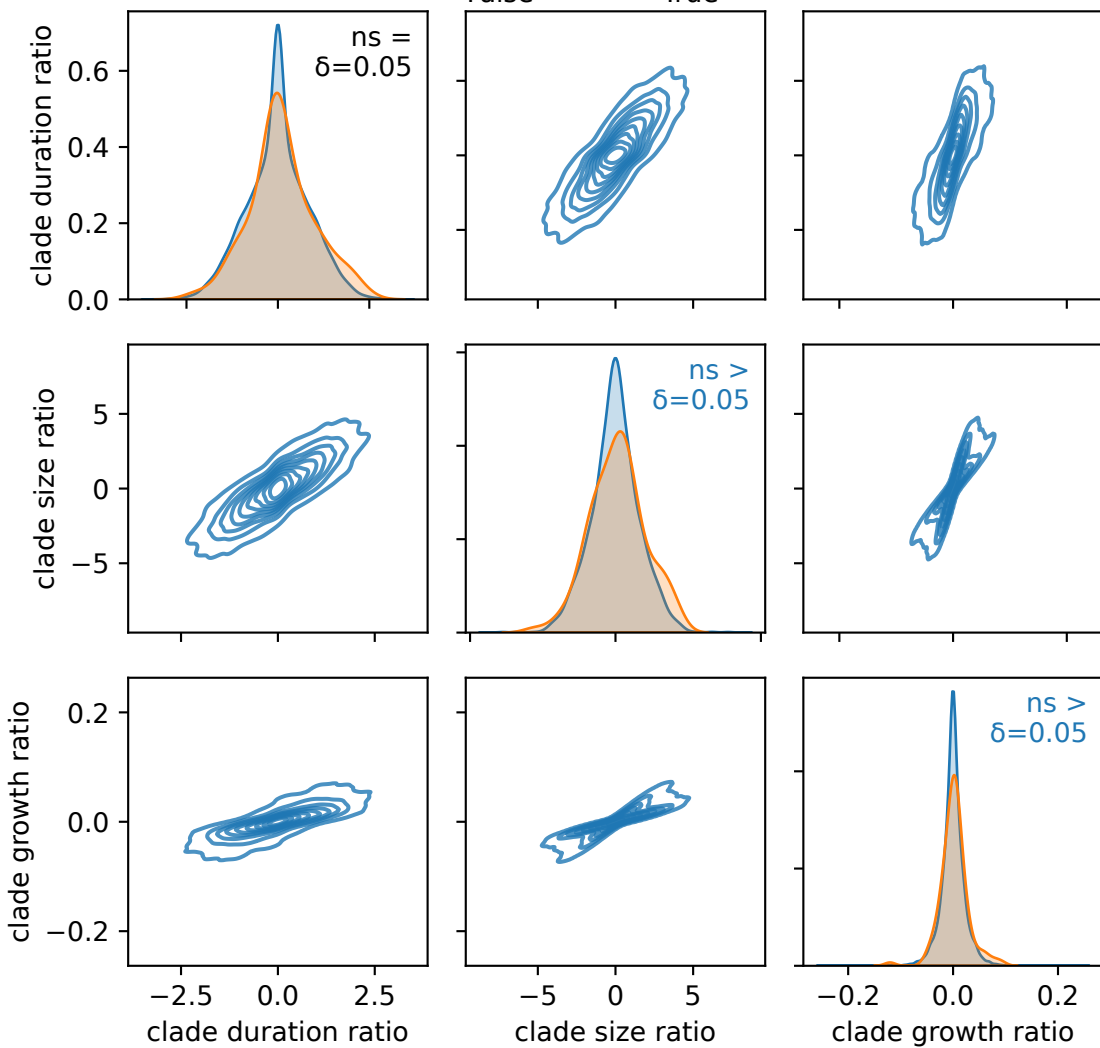 ns =
δ=0.05
clade duration ratio
0.6
0.4
0.2
0.0
ns >
δ=0.05
clade size ratio
5
0
−5
ns >
δ=0.05
clade growth ratio
0.2
0.0
−0.2
−2.5 0.0 2.5
−5 0 5
−0.2 0.0 0.2
clade duration ratio
clade size ratio
clade growth ratio